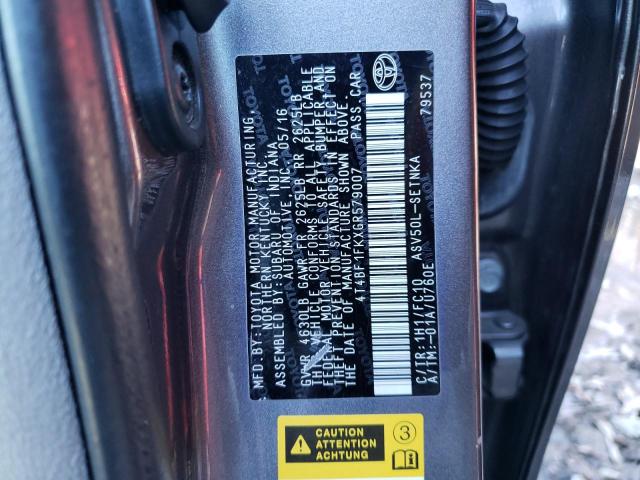 MFD.BY:TOYOTA MOTOR MANUFACTURING,
NORTHERN KENTUCKY, INC.
ASSEMBLED BY:SUBARU OF INDIANA
AUTOMOTIVE, INC. 05/16
GVWR 4630LB GAWR-FR 2625LB RR 2625LB
THIS VEHICLE CONFORMS TO ALL APPLICABLE
FEDERAL MOTOR VEHICLE SAFETY, BUMPER, AND
THEFT PREVENTION STANDARDS IN EFFECT ON
THE DATE OF MANUFACTURE SHOWN ABOVE.
4T4BF1FKXGR579007 PASS.CAR
C/TR:1H1/FC10 ASV50L-SETNKA
A/TM:-01A/U760E
79537
CAUTION
ATTENTION
ACHTUNG
3